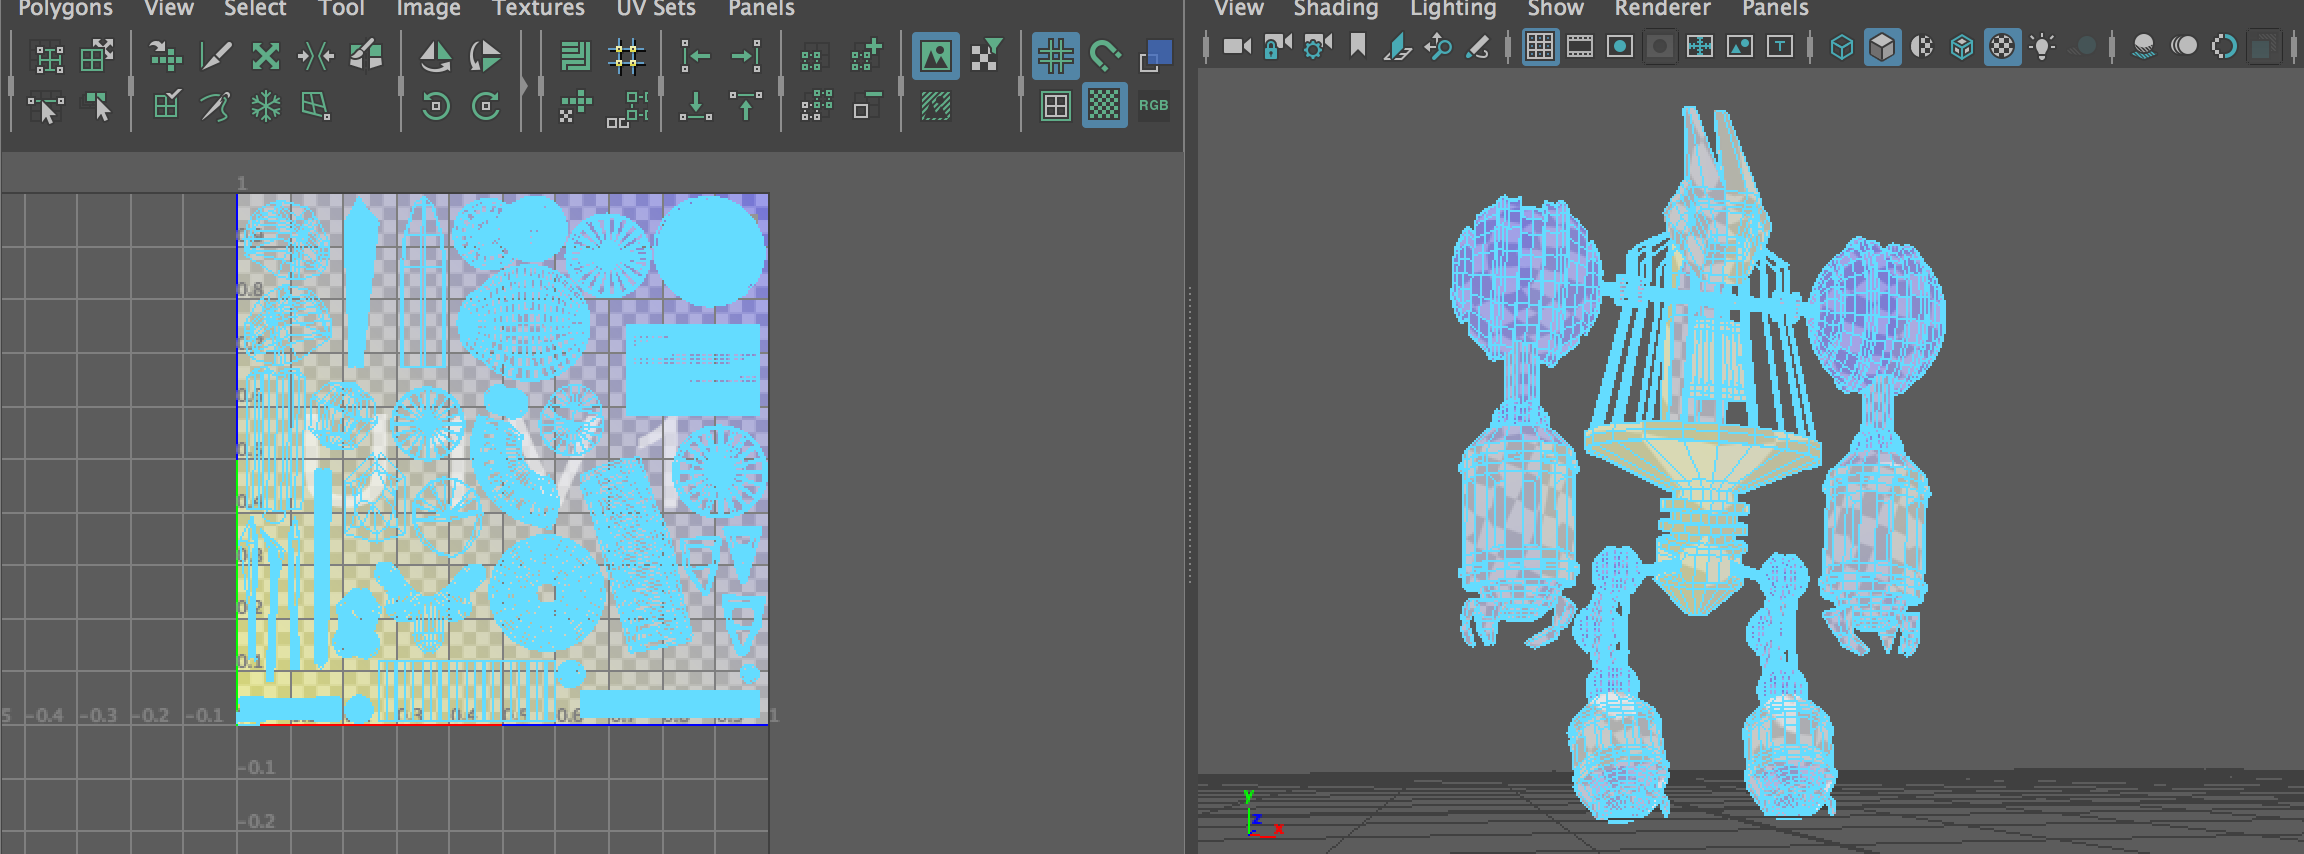 Polygons View Select Tool Image Textures UV Sets Panels
View Shading Lighting Show Renderer Panels
RGB
1
0.8
0.4
0.2
0.1
5 -0.4 -0.3 -0.2 -0.1 0.3 0.4 0.5 0.6 1
-0.1
-0.2
y
z x